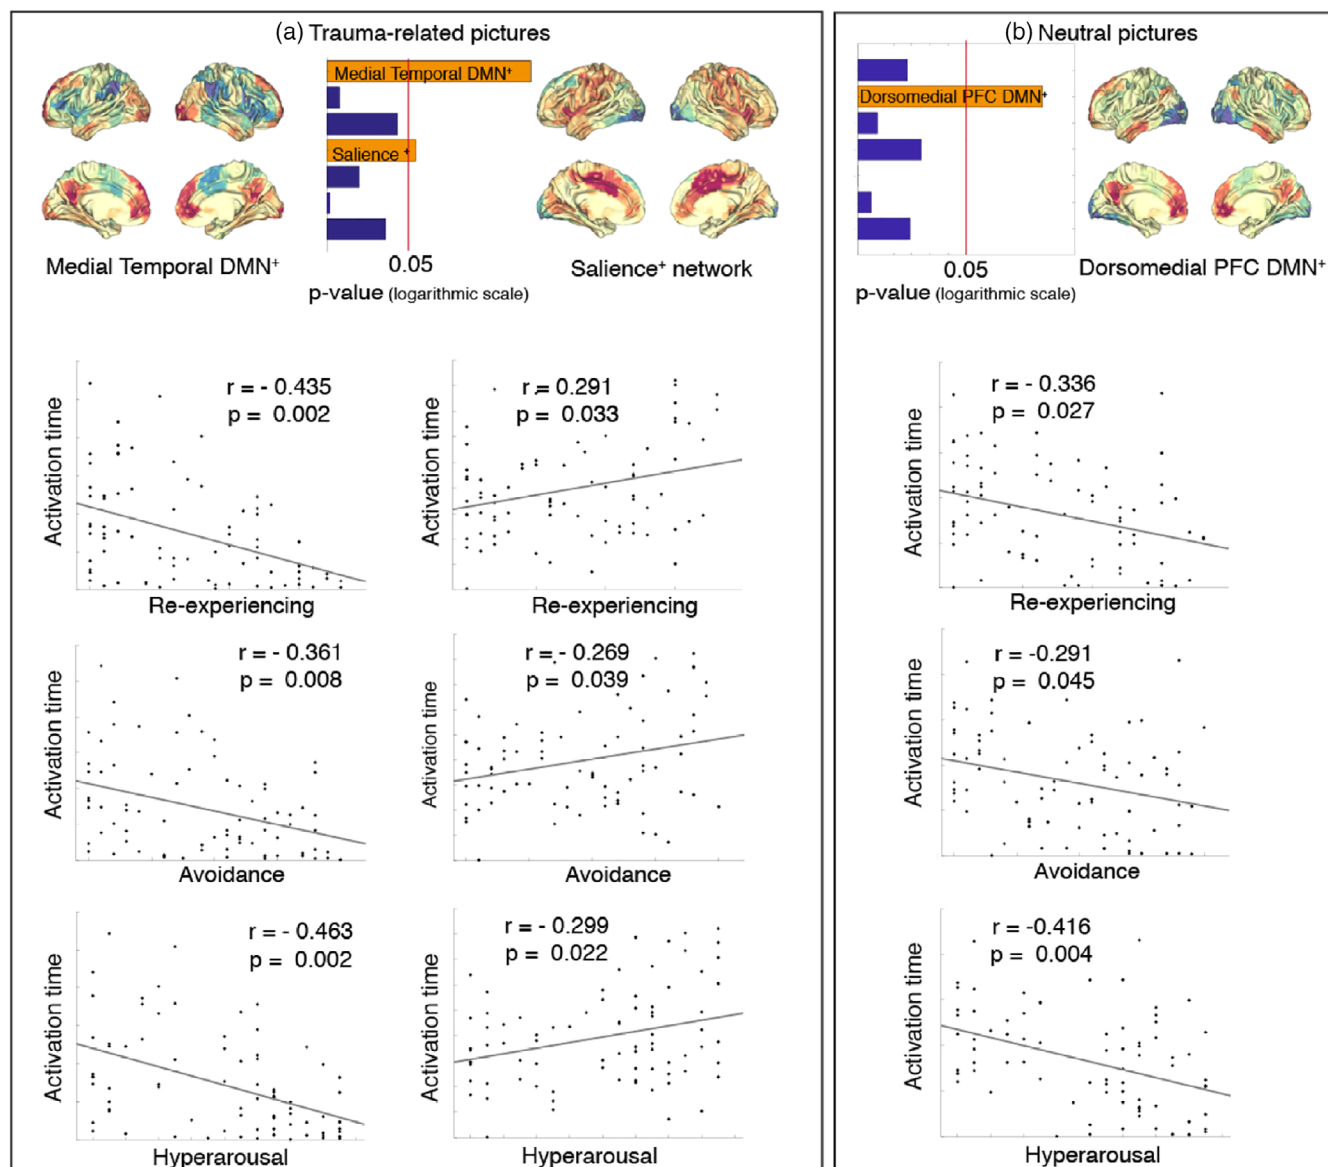 (a) Trauma-related pictures
Medial Temporal DMN+
Salience +
0.05
p-value (logarithmic scale)
Medial Temporal DMN+
Salience+ network
r = - 0.435
p = 0.002
Activation time
Re-experiencing
r = 0.291
p = 0.033
Activation time
Re-experiencing
r = - 0.361
p = 0.008
Activation time
Avoidance
r = - 0.269
p = 0.039
Activation time
Avoidance
r = - 0.463
p = 0.002
Activation time
Hyperarousal
r = - 0.299
p = 0.022
Activation time
Hyperarousal
(b) Neutral pictures
Dorsomedial PFC DMN+
0.05
p-value (logarithmic scale)
Dorsomedial PFC DMN+
r = - 0.336
p = 0.027
Activation time
Re-experiencing
r = -0.291
p = 0.045
Activation time
Avoidance
r = -0.416
p = 0.004
Activation time
Hyperarousal